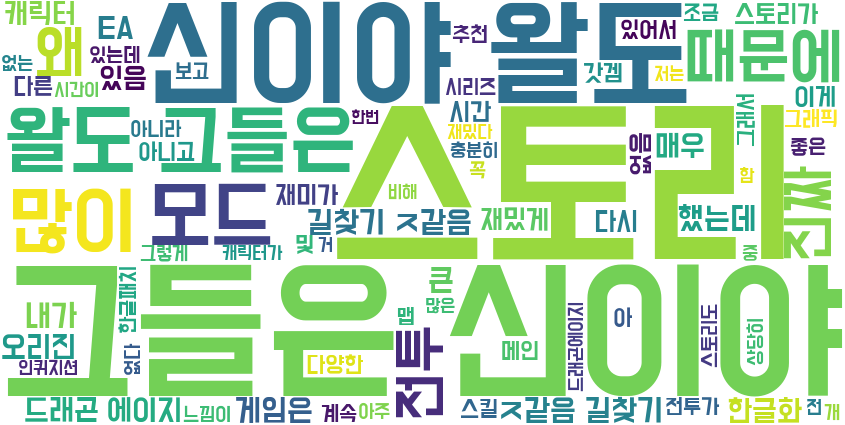 캐릭터 EA 신이야 왈도 추천 있어서 조금 스토리가
왜 있는데 때문에
없는 있음 보고 갓겜 저는
다른 시간이 시리즈 이게
왈도 그들은 한번 시간 그래서 그래픽
아니라 재밌다 스토리
아니고 충분히 없음 매우 좋은
꼭 진짜
많이 모드 재미가 비해 함
길찾기 ㅈ같음 재밌게 다시 했는데
그렇게 캐릭터가 및 거 중
그들은 신이야
내가 한글패치 큰 많은 드래곤에이지 아 스토리도 상당히
오리진 맵
인퀴지션 없다 다양한 전투 메인
드래곤 에이지 느낌이 게임은 계속 아주 스킬 ㅈ같음 길찾기 전투가 한글화 전 개